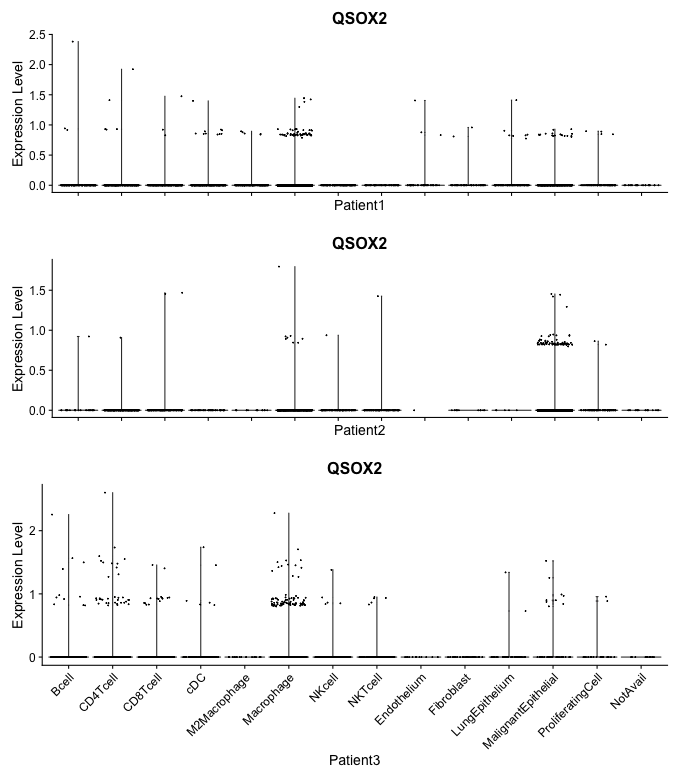 QSOX2
Expression Level
2.5
2.0
1.5
1.0
0.5
0.0
Patient1
QSOX2
Expression Level
1.5
1.0
0.5
0.0
Patient2
QSOX2
Expression Level
2
1
0
Bcell
CD4Tcell
CD8Tcell
cDC
M2Macrophage
Macrophage
NKcell
NKTcell
Endothelium
Fibroblast
LungEpithelium
MalignantEpithelial
ProliferatingCell
NotAvail
Patient3